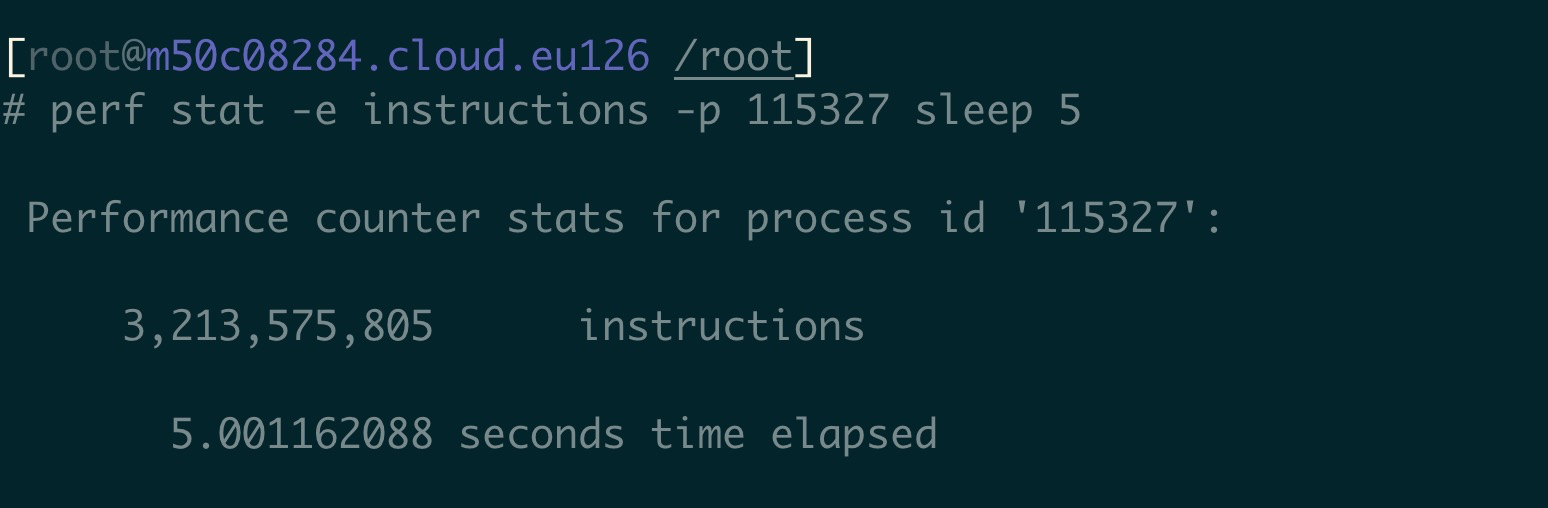 [root@m50c08284.cloud.eu126 /root]
# perf stat -e instructions -p 115327 sleep 5
Performance counter stats for process id '115327':
3,213,575,805 instructions
5.001162088 seconds time elapsed